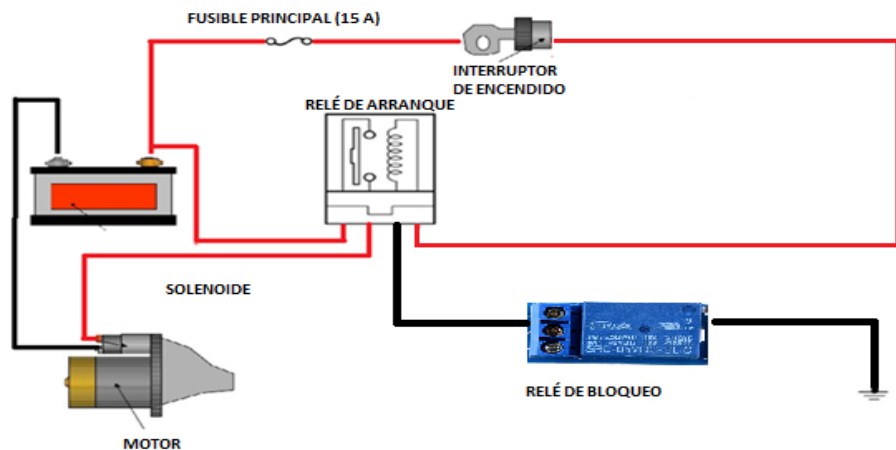 FUSIBLE PRINCIPAL (15 A)
INTERRUPTOR
DE ENCENDIDO
RELÉ DE ARRANQUE
SOLENOIDE
RELÉ DE BLOQUEO
MOTOR